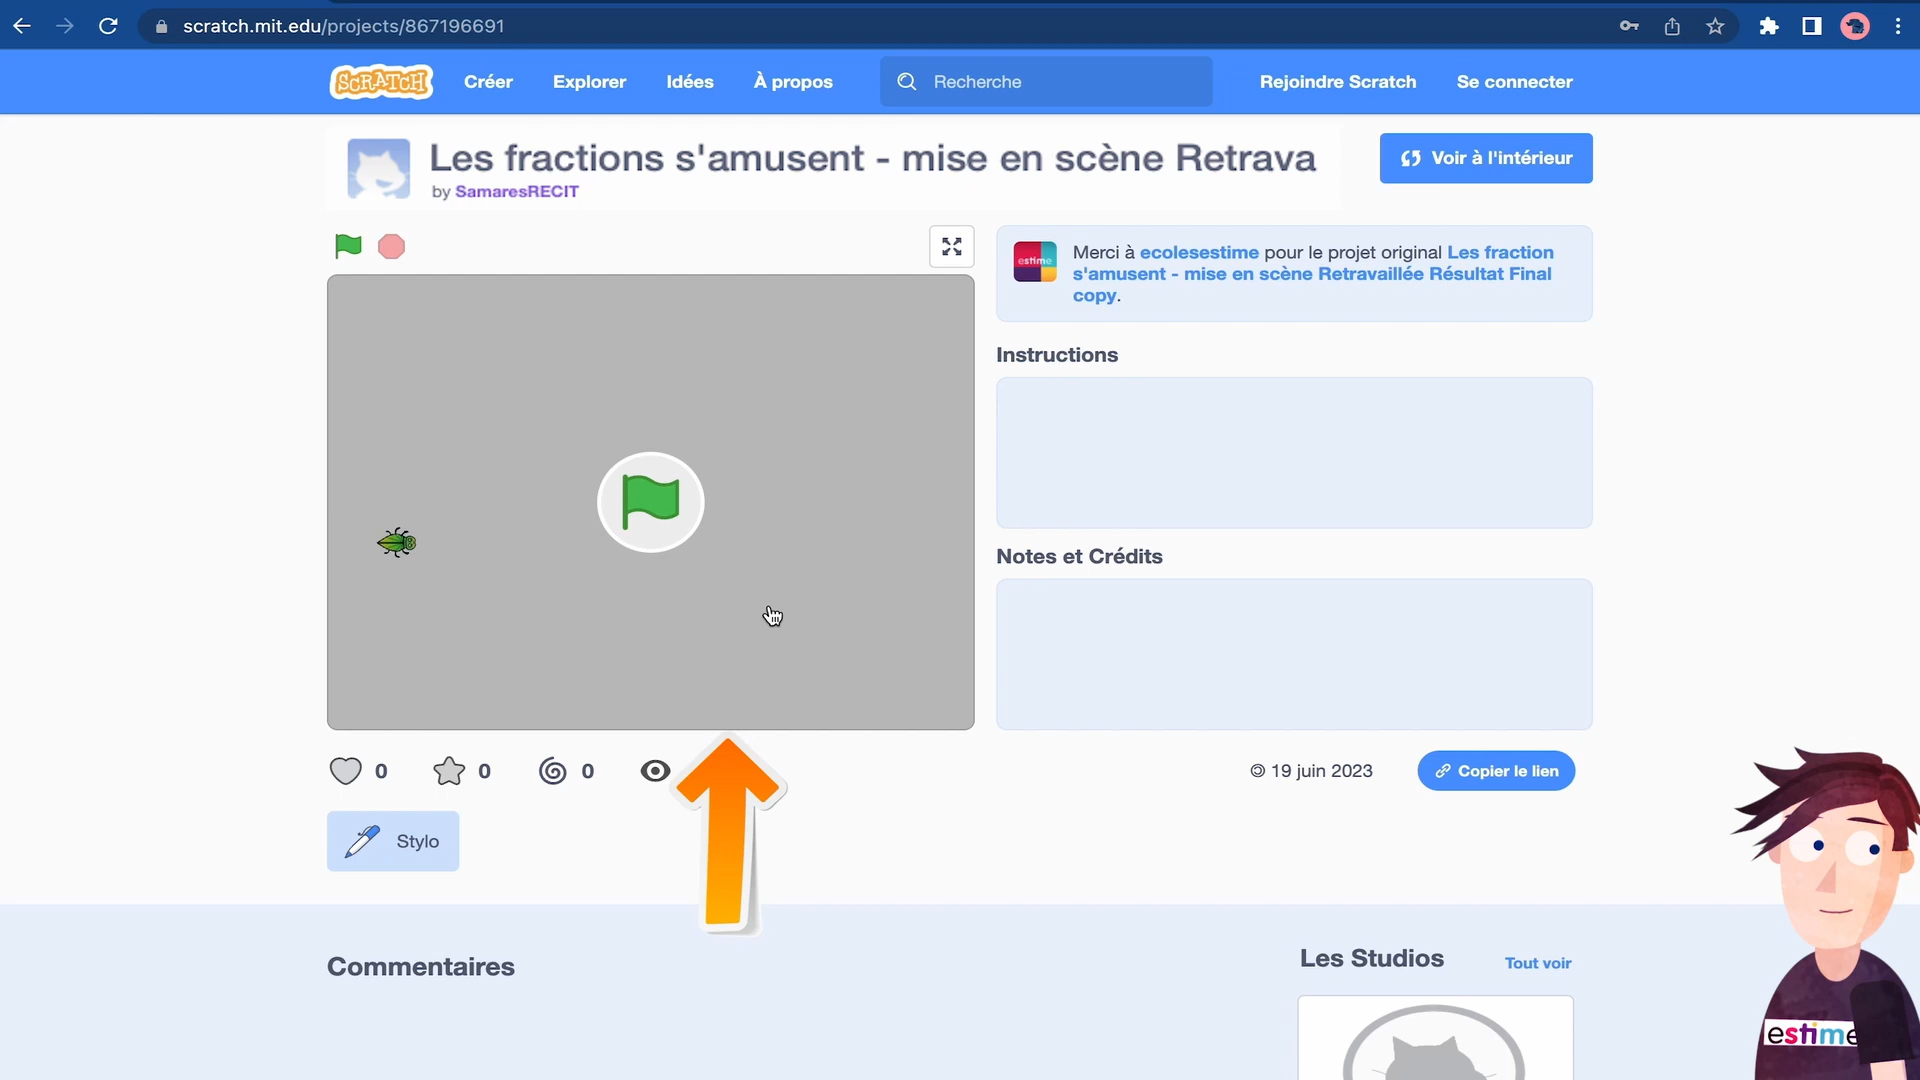 scratch.mit.edu/projects/867196691
SCRATCH
Créer
Explorer
Idées
À propos
Recherche
Rejoindre Scratch
Se connecter
Les fractions s'amusent - mise en scène Retrava
by SamaresRECIT
Voir à l'intérieur
estime
Merci à ecolesestime pour le projet original Les fraction
s'amusent - mise en scène Retravaillée Résultat Final
copy.
Instructions
Notes et Crédits
0
0
0
© 19 juin 2023
Copier le lien
Stylo
Commentaires
Les Studios
Tout voir
estime